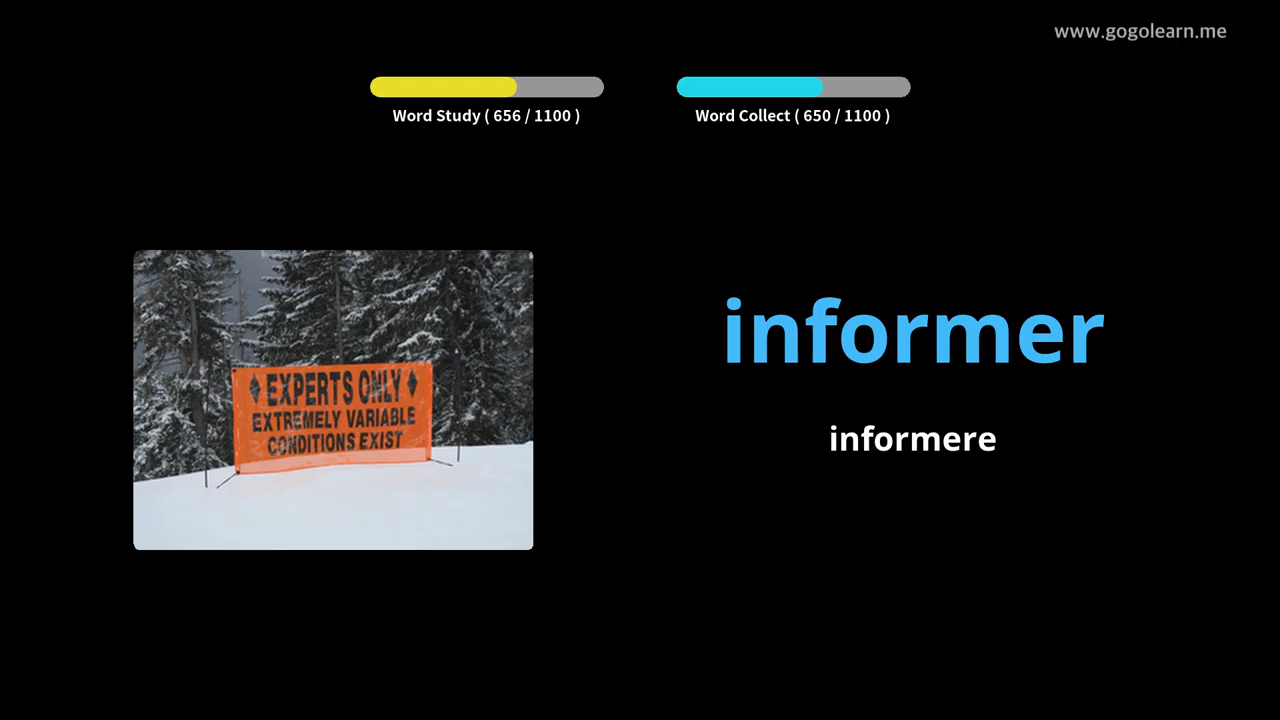 www.gogolearn.me
Word Study ( 656 / 1100 )
Word Collect ( 650 / 1100 )
EXPERTS ONLY
EXTREMELY VARIABLE
CONDITIONS EXIST
informer
informere